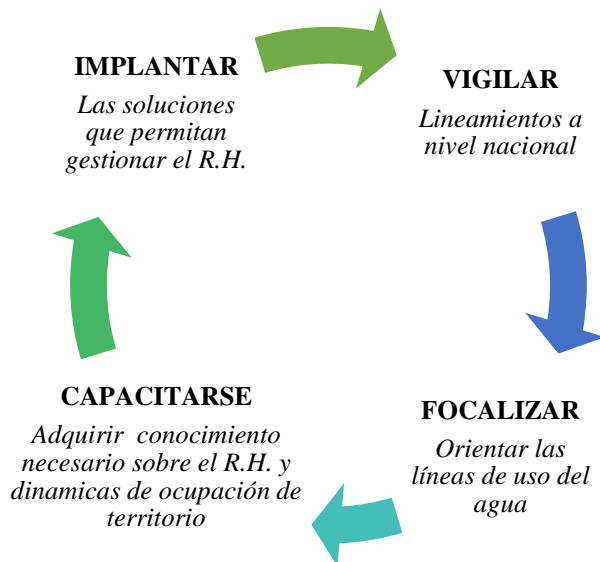 IMPLANTAR
Las soluciones
que permitan
gestionar el R.H.
VIGILAR
Lineamientos a
nivel nacional
FOCALIZAR
Orientar las
líneas de uso del
agua
CAPACITARSE
Adquirir conocimiento
necesario sobre el R.H. y
dinamicas de ocupación de
territorio